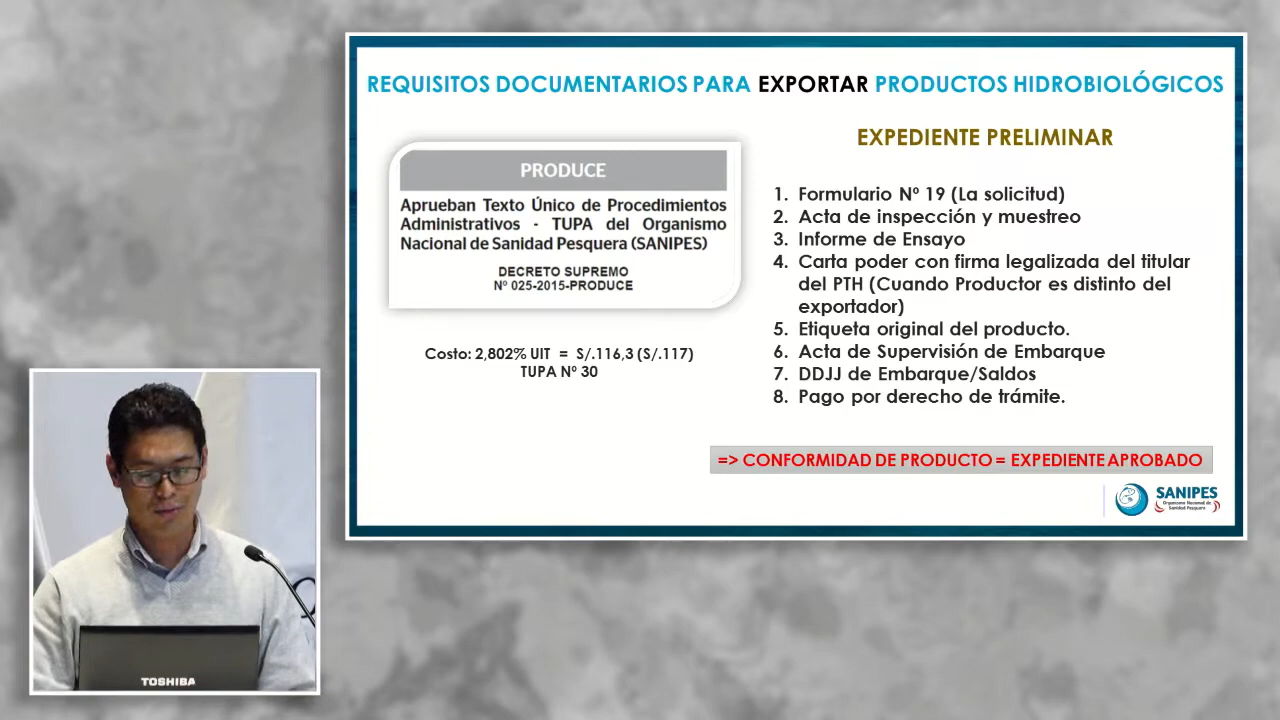 REQUISITOS DOCUMENTARIOS PARA EXPORTAR PRODUCTOS HIDROBIOLÓGICOS
PRODUCE
Aprueban Texto Único de Procedimientos
Administrativos - TUPA del Organismo
Nacional de Sanidad Pesquera (SANIPES)
DECRETO SUPREMO
Nº 025-2015-PRODUCE
Costo: 2,802% UIT = S/.116,3 (S/.117)
TUPA Nº 30
EXPEDIENTE PRELIMINAR
1. Formulario Nº 19 (La solicitud)
2. Acta de inspección y muestreo
3. Informe de Ensayo
4. Carta poder con firma legalizada del titular
del PTH (Cuando Productor es distinto del
exportador)
5. Etiqueta original del producto.
6. Acta de Supervisión de Embarque
7. DDJJ de Embarque/Saldos
8. Pago por derecho de trámite.
=> CONFORMIDAD DE PRODUCTO = EXPEDIENTE APROBADO
SANIPES
Organismo Nacional de
Sanidad Pesquera
TOSHIBA